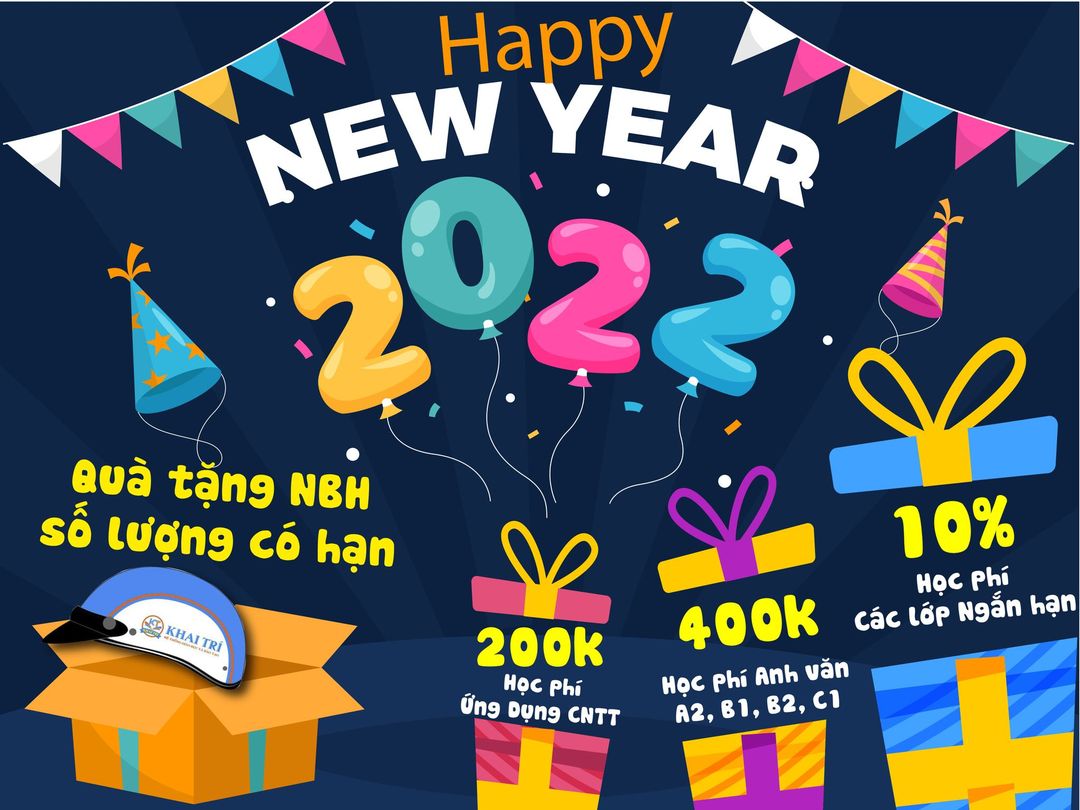 Happy
NEW YEAR
2022
Quà tặng NBH
số lượng có hạn
KHAI TRÍ
200K
Học phí
Ứng Dụng CNTT
400K
Học phí Anh văn
A2, B1, B2, C1
10%
Học phí
Các lớp Ngắn hạn